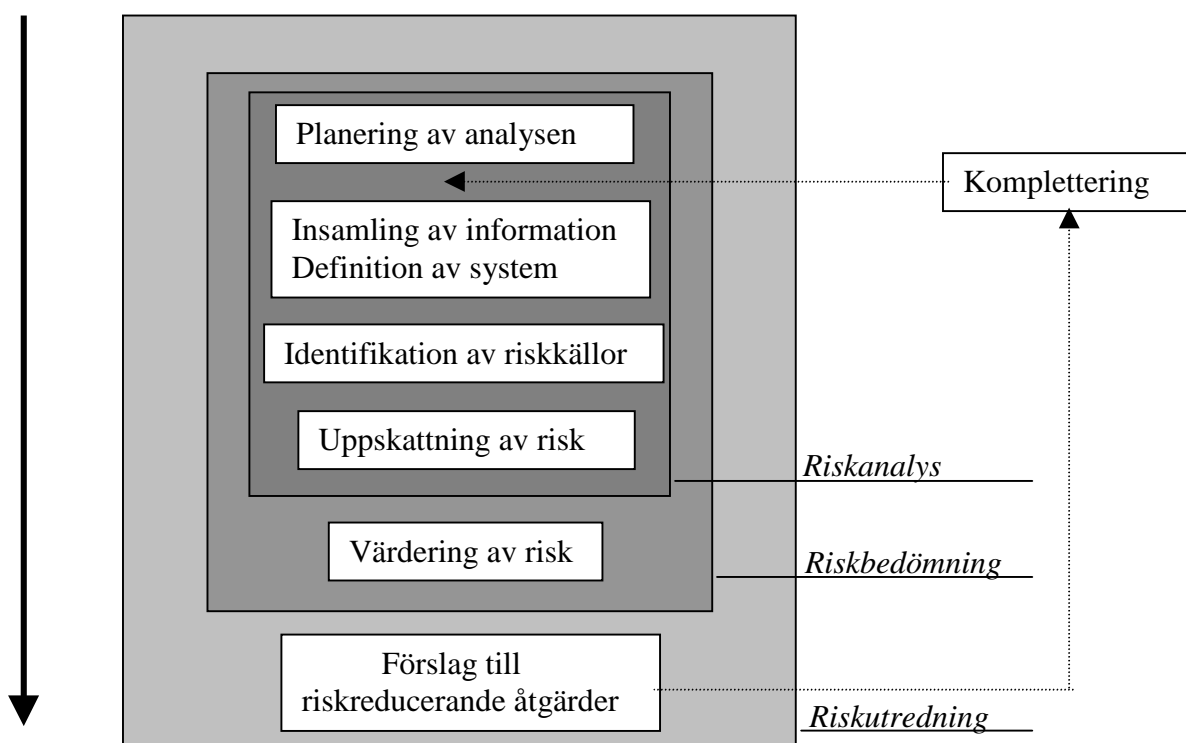 Planering av analysen
Komplettering
Insamling av information
Definition av system
Identifikation av riskkällor
Uppskattning av risk
Riskanalys
Värdering av risk
Riskbedömning
Förslag till
riskreducerande åtgärder
Riskutredning